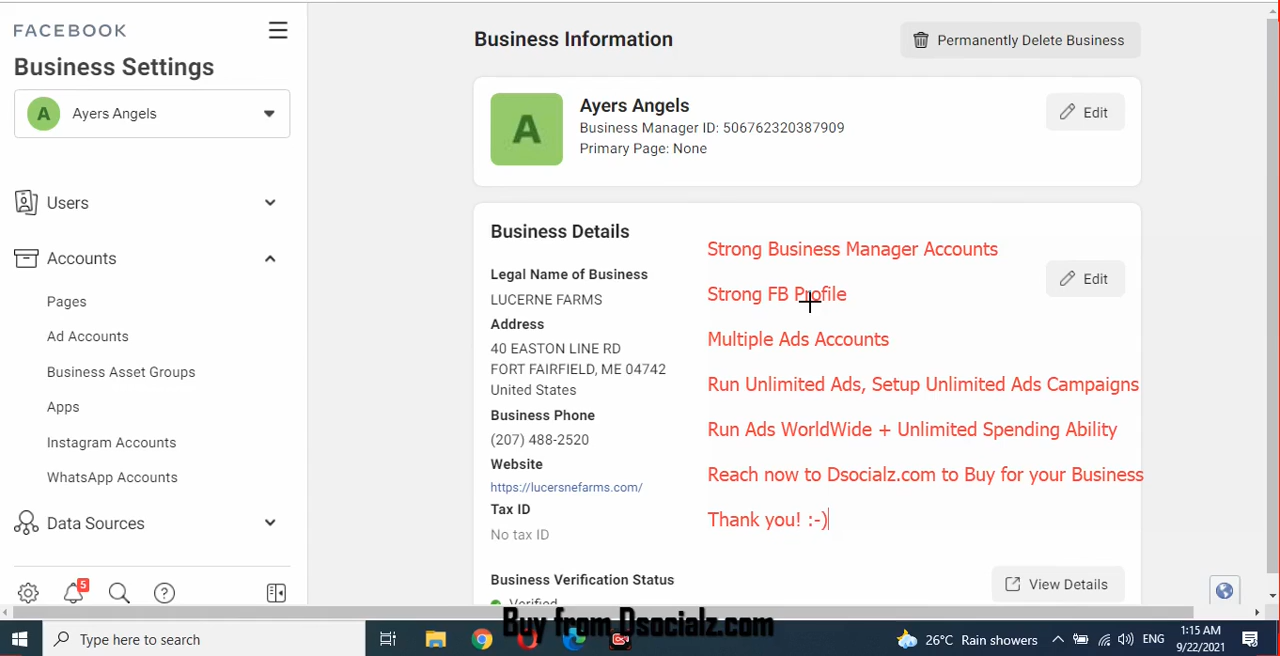 FACEBOOK
Business Settings
A Ayers Angels
Users
Accounts
Pages
Ad Accounts
Business Asset Groups
Apps
Instagram Accounts
WhatsApp Accounts
Data Sources
5
Business Information
Permanently Delete Business
A
Ayers Angels
Business Manager ID: 506762320387909
Primary Page: None
Edit
Business Details
Edit
Legal Name of Business
LUCERNE FARMS
Address
40 EASTON LINE RD
FORT FAIRFIELD, ME 04742
United States
Business Phone
(207) 488-2520
Website
https://lucersnefarms.com/
Tax ID
No tax ID
Business Verification Status
Verified
View Details
Strong Business Manager Accounts
Strong FB Profile
Multiple Ads Accounts
Run Unlimited Ads, Setup Unlimited Ads Campaigns
Run Ads WorldWide + Unlimited Spending Ability
Reach now to Dsocialz.com to Buy for your Business
Thank you! :-)
Buy from Dsocialz.com
Type here to search
26°C Rain showers
ENG
1:15 AM
9/22/2021